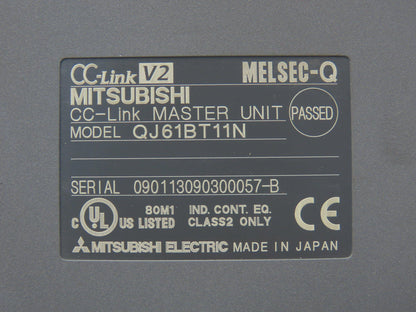 CC-Link V2 MELSEC-Q
MITSUBISHI
CC-Link MASTER UNIT PASSED
MODEL QJ61BT11N
SERIAL 090113090300057-B
C UL US LISTED 80M1 IND. CONT. EQ. CLASS2 ONLY CE
MITSUBISHI ELECTRIC MADE IN JAPAN